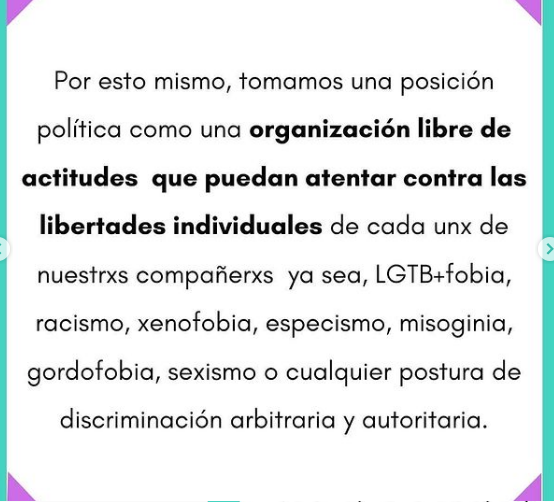 Por esto mismo, tomamos una posición
política como una organización libre de
actitudes  que puedan atentar contra las
libertades individuales de cada unx de
nuestrxs compañerxs  ya sea, LGTB+fobia,
racismo, xenofobia, especismo, misoginia,
gordofobia, sexismo o cualquier postura de
discriminación arbitraria y autoritaria.